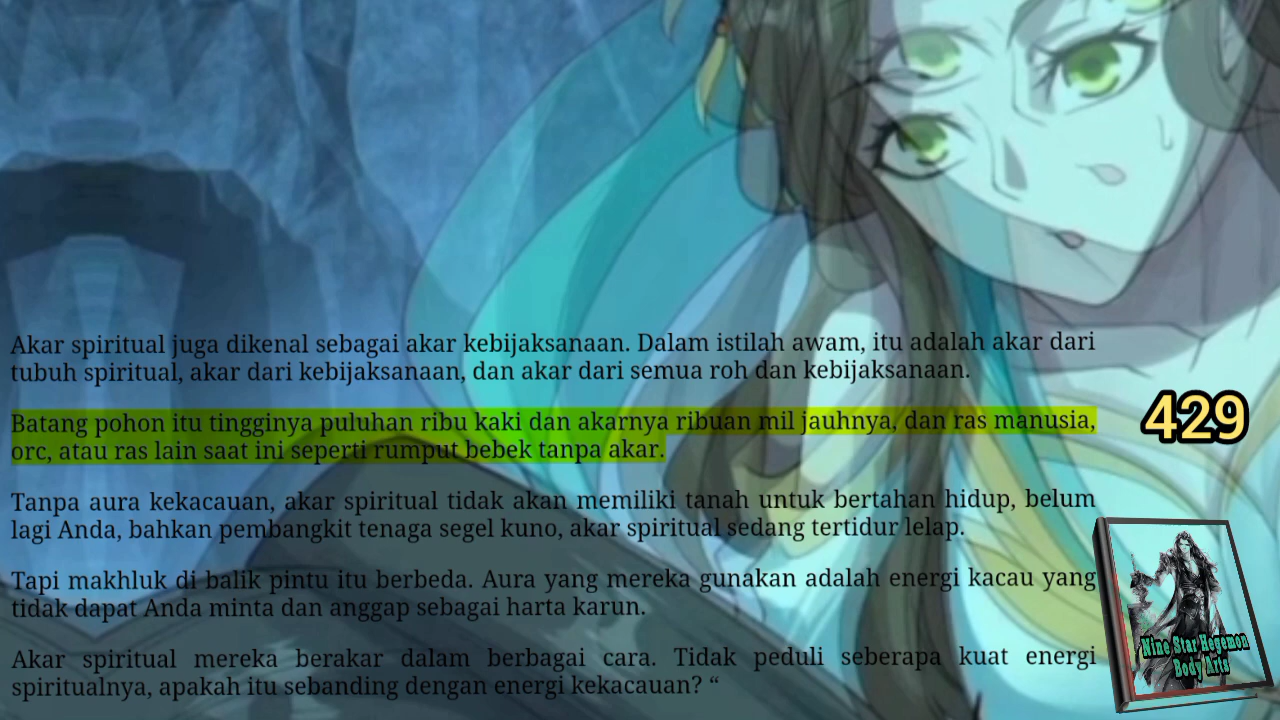 Akar spiritual juga dikenal sebagai akar kebijaksanaan. Dalam istilah awam, itu adalah akar dari
tubuh spiritual, akar dari kebijaksanaan, dan akar dari semua roh dan kebijaksanaan.
Batang pohon itu tingginya puluhan ribu kaki dan akarnya ribuan mil jauhnya, dan ras manusia,
orc, atau ras lain saat ini seperti rumput bebek tanpa akar.
Tanpa aura kekacauan, akar spiritual tidak akan memiliki tanah untuk bertahan hidup, belum
lagi Anda, bahkan pembangkit tenaga segel kuno, akar spiritual sedang tertidur lelap.
Tapi makhluk di balik pintu itu berbeda. Aura yang mereka gunakan adalah energi kacau yang
tidak dapat Anda minta dan anggap sebagai harta karun.
Akar spiritual mereka berakar dalam berbagai cara. Tidak peduli seberapa kuat energi
spiritualnya, apakah itu sebanding dengan energi kekacauan? “
429
Nine Star Hegemon
Body Arts